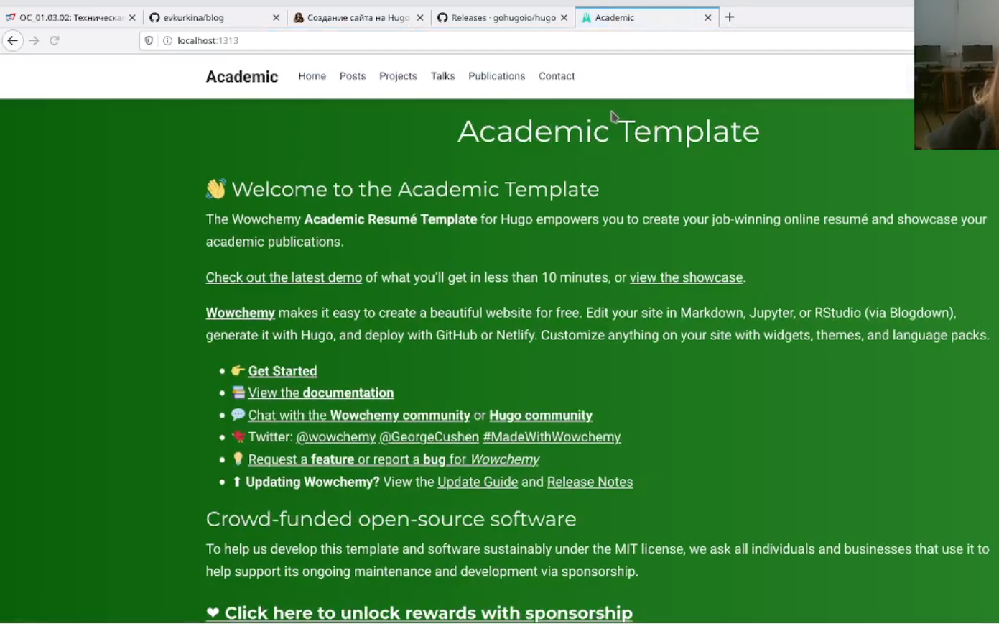 ОС_01.03.02: Техническа
evkurkina/blog
Создание сайта на Hugo
Releases · gohugoio/hugo
Academic
localhost:1313
Academic Home Posts Projects Talks Publications Contact
Academic Template
👋 Welcome to the Academic Template
The Wowchemy Academic Resumé Template for Hugo empowers you to create your job-winning online resumé and showcase your
academic publications.
Check out the latest demo of what you'll get in less than 10 minutes, or view the showcase.
Wowchemy makes it easy to create a beautiful website for free. Edit your site in Markdown, Jupyter, or RStudio (via Blogdown),
generate it with Hugo, and deploy with GitHub or Netlify. Customize anything on your site with widgets, themes, and language packs.
• 👉 Get Started
• 📚 View the documentation
• 💬 Chat with the Wowchemy community or Hugo community
• 🐦 Twitter: @wowchemy @GeorgeCushen #MadeWithWowchemy
• 💡 Request a feature or report a bug for Wowchemy
• ⬆ Updating Wowchemy? View the Update Guide and Release Notes
Crowd-funded open-source software
To help us develop this template and software sustainably under the MIT license, we ask all individuals and businesses that use it to
help support its ongoing maintenance and development via sponsorship.
❤ Click here to unlock rewards with sponsorship